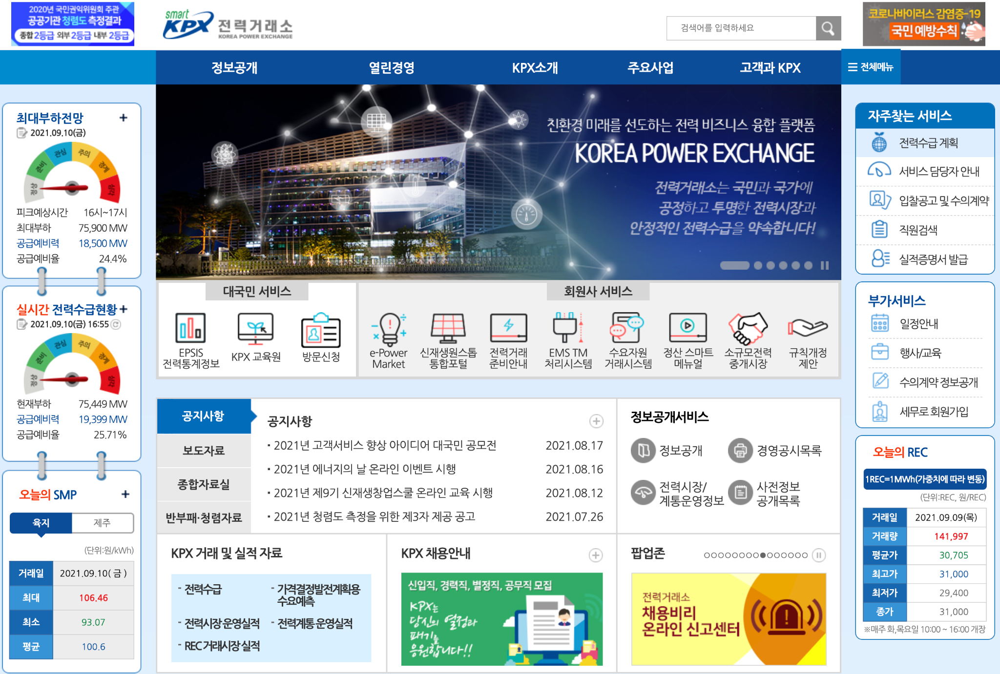 2020년 국민권익위원회 주관
공공기관 청렴도 측정결과
종합 2등급 외부 2등급 내부 2등급
smart
KPX 전력거래소
KOREA POWER EXCHANGE
검색어를 입력하세요
코로나바이러스 감염증-19
국민 예방수칙
정보공개
열린경영
KPX소개
주요사업
고객과 KPX
전체메뉴
최대부하전망
2021.09.10(금)
정상
준비
관심
주의
경계
심각
피크예상시간 16시~17시
최대부하 75,900 MW
공급예비력 18,500 MW
공급예비율 24.4%
실시간 전력수급현황
2021.09.10(금) 16:55
정상
준비
관심
주의
경계
심각
현재부하 75,449 MW
공급예비력 19,399 MW
공급예비율 25.71%
오늘의 SMP
육지
제주
(단위:원/kWh)
거래일 2021.09.10( 금 )
최대 106.46
최소 93.07
평균 100.6
친환경 미래를 선도하는 전력 비즈니스 융합 플랫폼
KOREA POWER EXCHANGE
전력거래소는 국민과 국가에
공정하고 투명한 전력시장과
안정적인 전력수급을 약속합니다!
대국민 서비스
EPSIS
전력통계정보
KPX 교육원
방문신청
회원사 서비스
e-Power
Market
신재생원스톱
통합포털
전력거래
준비안내
EMS TM
처리시스템
수요자원
거래시스템
정산 스마트
메뉴얼
소규모전력
중개시장
규칙개정
제안
공지사항
보도자료
종합자료실
반부패·청렴자료
공지사항
· 2021년 고객서비스 향상 아이디어 대국민 공모전 2021.08.17
· 2021년 에너지의 날 온라인 이벤트 시행 2021.08.16
· 2021년 제9기 신재생창업스쿨 온라인 교육 시행 2021.08.12
· 2021년 청렴도 측정을 위한 제3자 제공 공고 2021.07.26
정보공개서비스
정보공개
경영공시목록
전력시장/
계통운영정보
사전정보
공개목록
KPX 거래 및 실적 자료
- 전력수급
- 가격결정발전계획용
수요예측
- 전력시장 운영실적
- 전력계통 운영실적
- REC 거래시장 실적
KPX 채용안내
신입직, 경력직, 별정직, 공무직 모집
KPX는
당신의 열정과
패기를
응원합니다!!
팝업존
전력거래소
채용비리
온라인 신고센터
자주찾는 서비스
전력수급 계획
서비스 담당자 안내
입찰공고 및 수의계약
직원검색
실적증명서 발급
부가서비스
일정안내
행사/교육
수의계약 정보공개
세무로 회원가입
오늘의 REC
1REC=1MWh(가중치에 따라 변동)
(단위:REC, 원/REC)
거래일 2021.09.09(목)
거래량 141,997
평균가 30,705
최고가 31,000
최저가 29,400
종가 31,000
※매주 화,목요일 10:00 ~ 16:00 개장